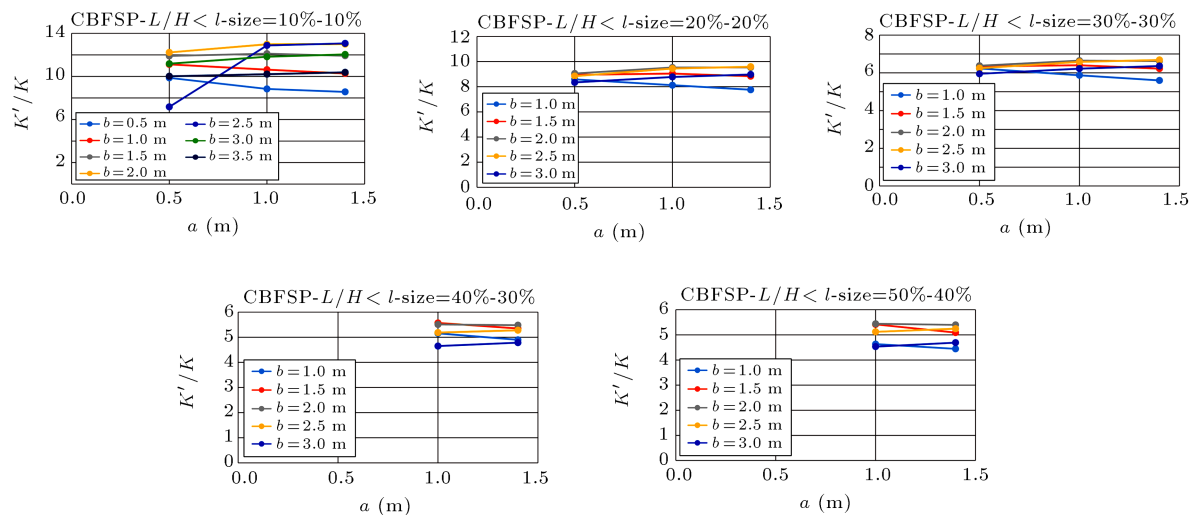 CBFSP-L/H< l-size=10%-10%
14
10
6
2
K′/K
b=0.5 m
b=1.0 m
b=1.5 m
b=2.0 m
b=2.5 m
b=3.0 m
b=3.5 m
0.0 0.5 1.0 1.5
a (m)
CBFSP-L/H< l-size=20%-20%
12
10
8
6
4
2
0
K′/K
b=1.0 m
b=1.5 m
b=2.0 m
b=2.5 m
b=3.0 m
0.0 0.5 1.0 1.5
a (m)
CBFSP-L/H < l-size=30%-30%
8
6
4
2
0
K′/K
b=1.0 m
b=1.5 m
b=2.0 m
b=2.5 m
b=3.0 m
0.0 0.5 1.0 1.5
a (m)
CBFSP-L/H< l-size=40%-30%
6
5
4
3
2
1
0
K′/K
b=1.0 m
b=1.5 m
b=2.0 m
b=2.5 m
b=3.0 m
0.0 0.5 1.0 1.5
a (m)
CBFSP-L/H< l-size=50%-40%
6
5
4
3
2
1
0
K′/K
b=1.0 m
b=1.5 m
b=2.0 m
b=2.5 m
b=3.0 m
0.0 0.5 1.0 1.5
a (m)